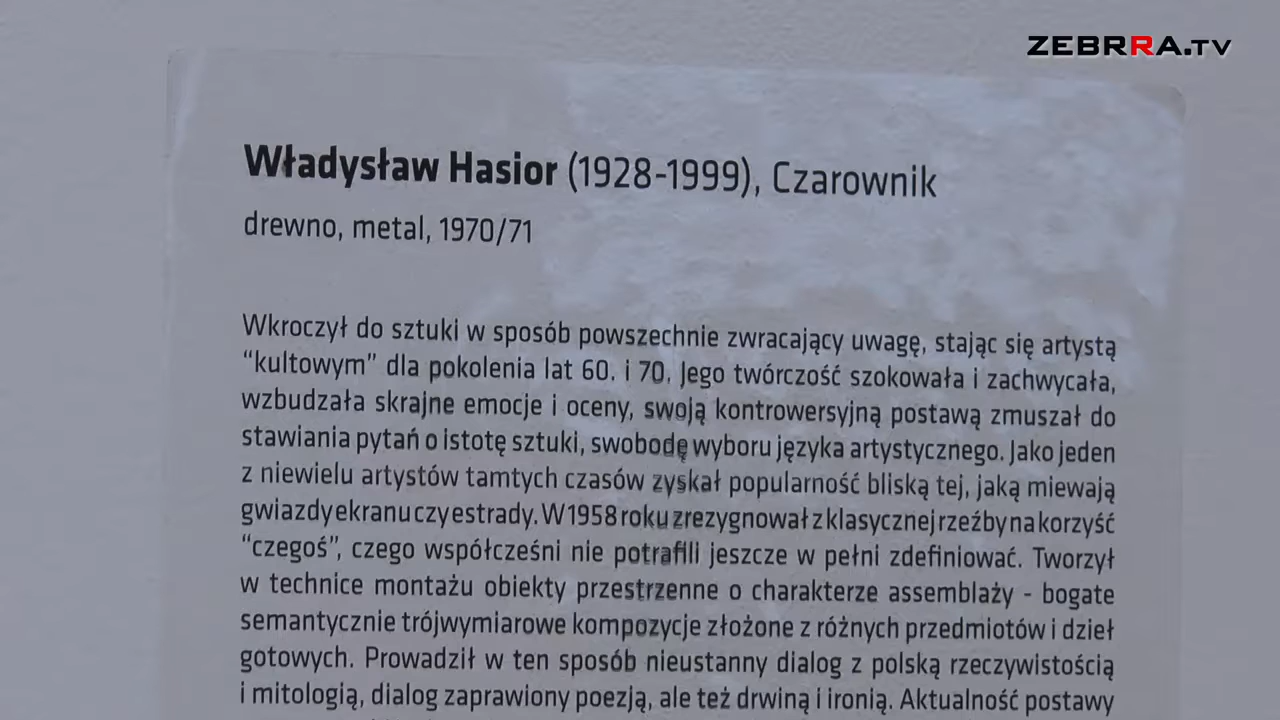 ZEBRRA.TV
Władysław Hasior (1928-1999), Czarownik
drewno, metal, 1970/71
Wkroczył do sztuki w sposób powszechnie zwracający uwagę, stając się artystą
“kultowym” dla pokolenia lat 60. i 70. Jego twórczość szokowała i zachwycała,
wzbudzała skrajne emocje i oceny, swoją kontrowersyjną postawą zmuszał do
stawiania pytań o istotę sztuki, swobodę wyboru języka artystycznego. Jako jeden
z niewielu artystów tamtych czasów zyskał popularność bliską tej, jaką miewają
gwiazdy ekranu czy estrady. W 1958 roku zrezygnował z klasycznej rzeźby na korzyść
“czegoś”, czego współcześni nie potrafili jeszcze w pełni zdefiniować. Tworzył
w technice montażu obiekty przestrzenne o charakterze assemblaży - bogate
semantycznie trójwymiarowe kompozycje złożone z różnych przedmiotów i dzieł
gotowych. Prowadził w ten sposób nieustanny dialog z polską rzeczywistością
i mitologią, dialog zaprawiony poezją, ale też drwiną i ironią. Aktualność postawy